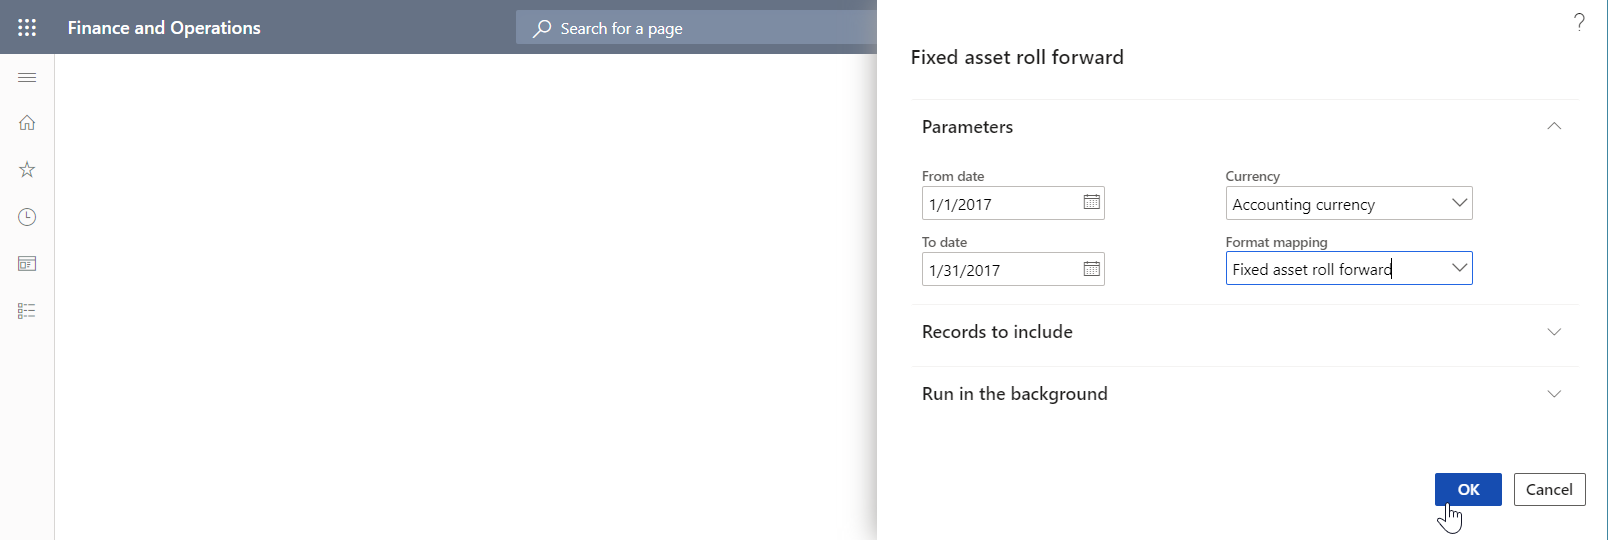 Finance and Operations
Search for a page
?
Fixed asset roll forward
Parameters
From date
Currency
1/1/2017
Accounting currency
To date
Format mapping
1/31/2017
Fixed asset roll forward
Records to include
Run in the background
OK
Cancel